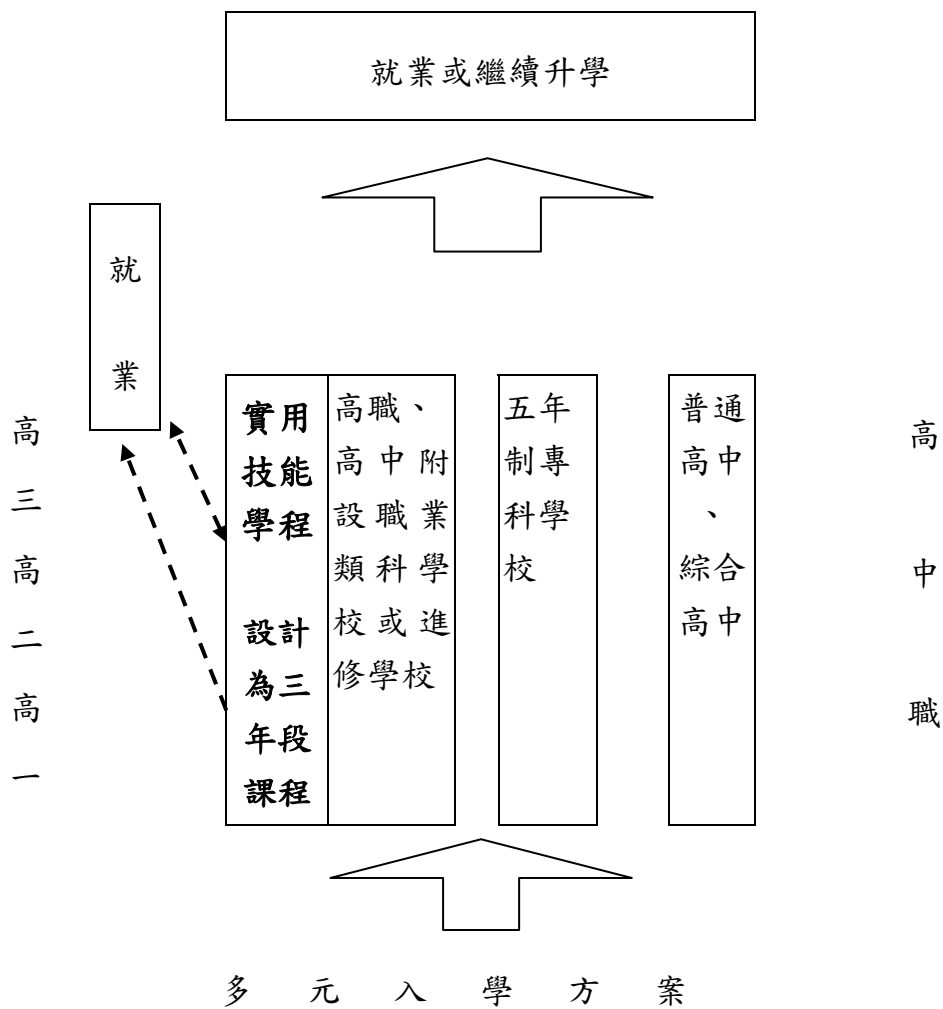 就業或繼續升學
就
業
實用
技能
學程
設計
為三
年段
課程
高職、
高中附
設職業
類科學
校或進
修學校
五年
制專
科學
校
普通
高中
、
綜合
高中
高
三
高
二
高
一
高
中
職
多元入學方案